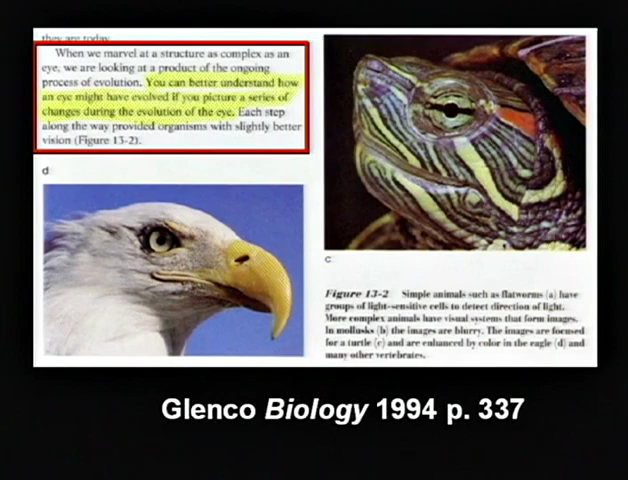 they are today.
When we marvel at a structure as complex as an
eye, we are looking at a product of the ongoing
process of evolution. You can better understand how
an eye might have evolved if you picture a series of
changes during the evolution of the eye. Each step
along the way provided organisms with slightly better
vision (Figure 13-2).
d
c
Figure 13-2 Simple animals such as flatworms (a) have
groups of light-sensitive cells to detect direction of light.
More complex animals have visual systems that form images.
In mollusks (b) the images are blurry. The images are focused
for a turtle (c) and are enhanced by color in the eagle (d) and
many other vertebrates.
Glenco Biology 1994 p. 337